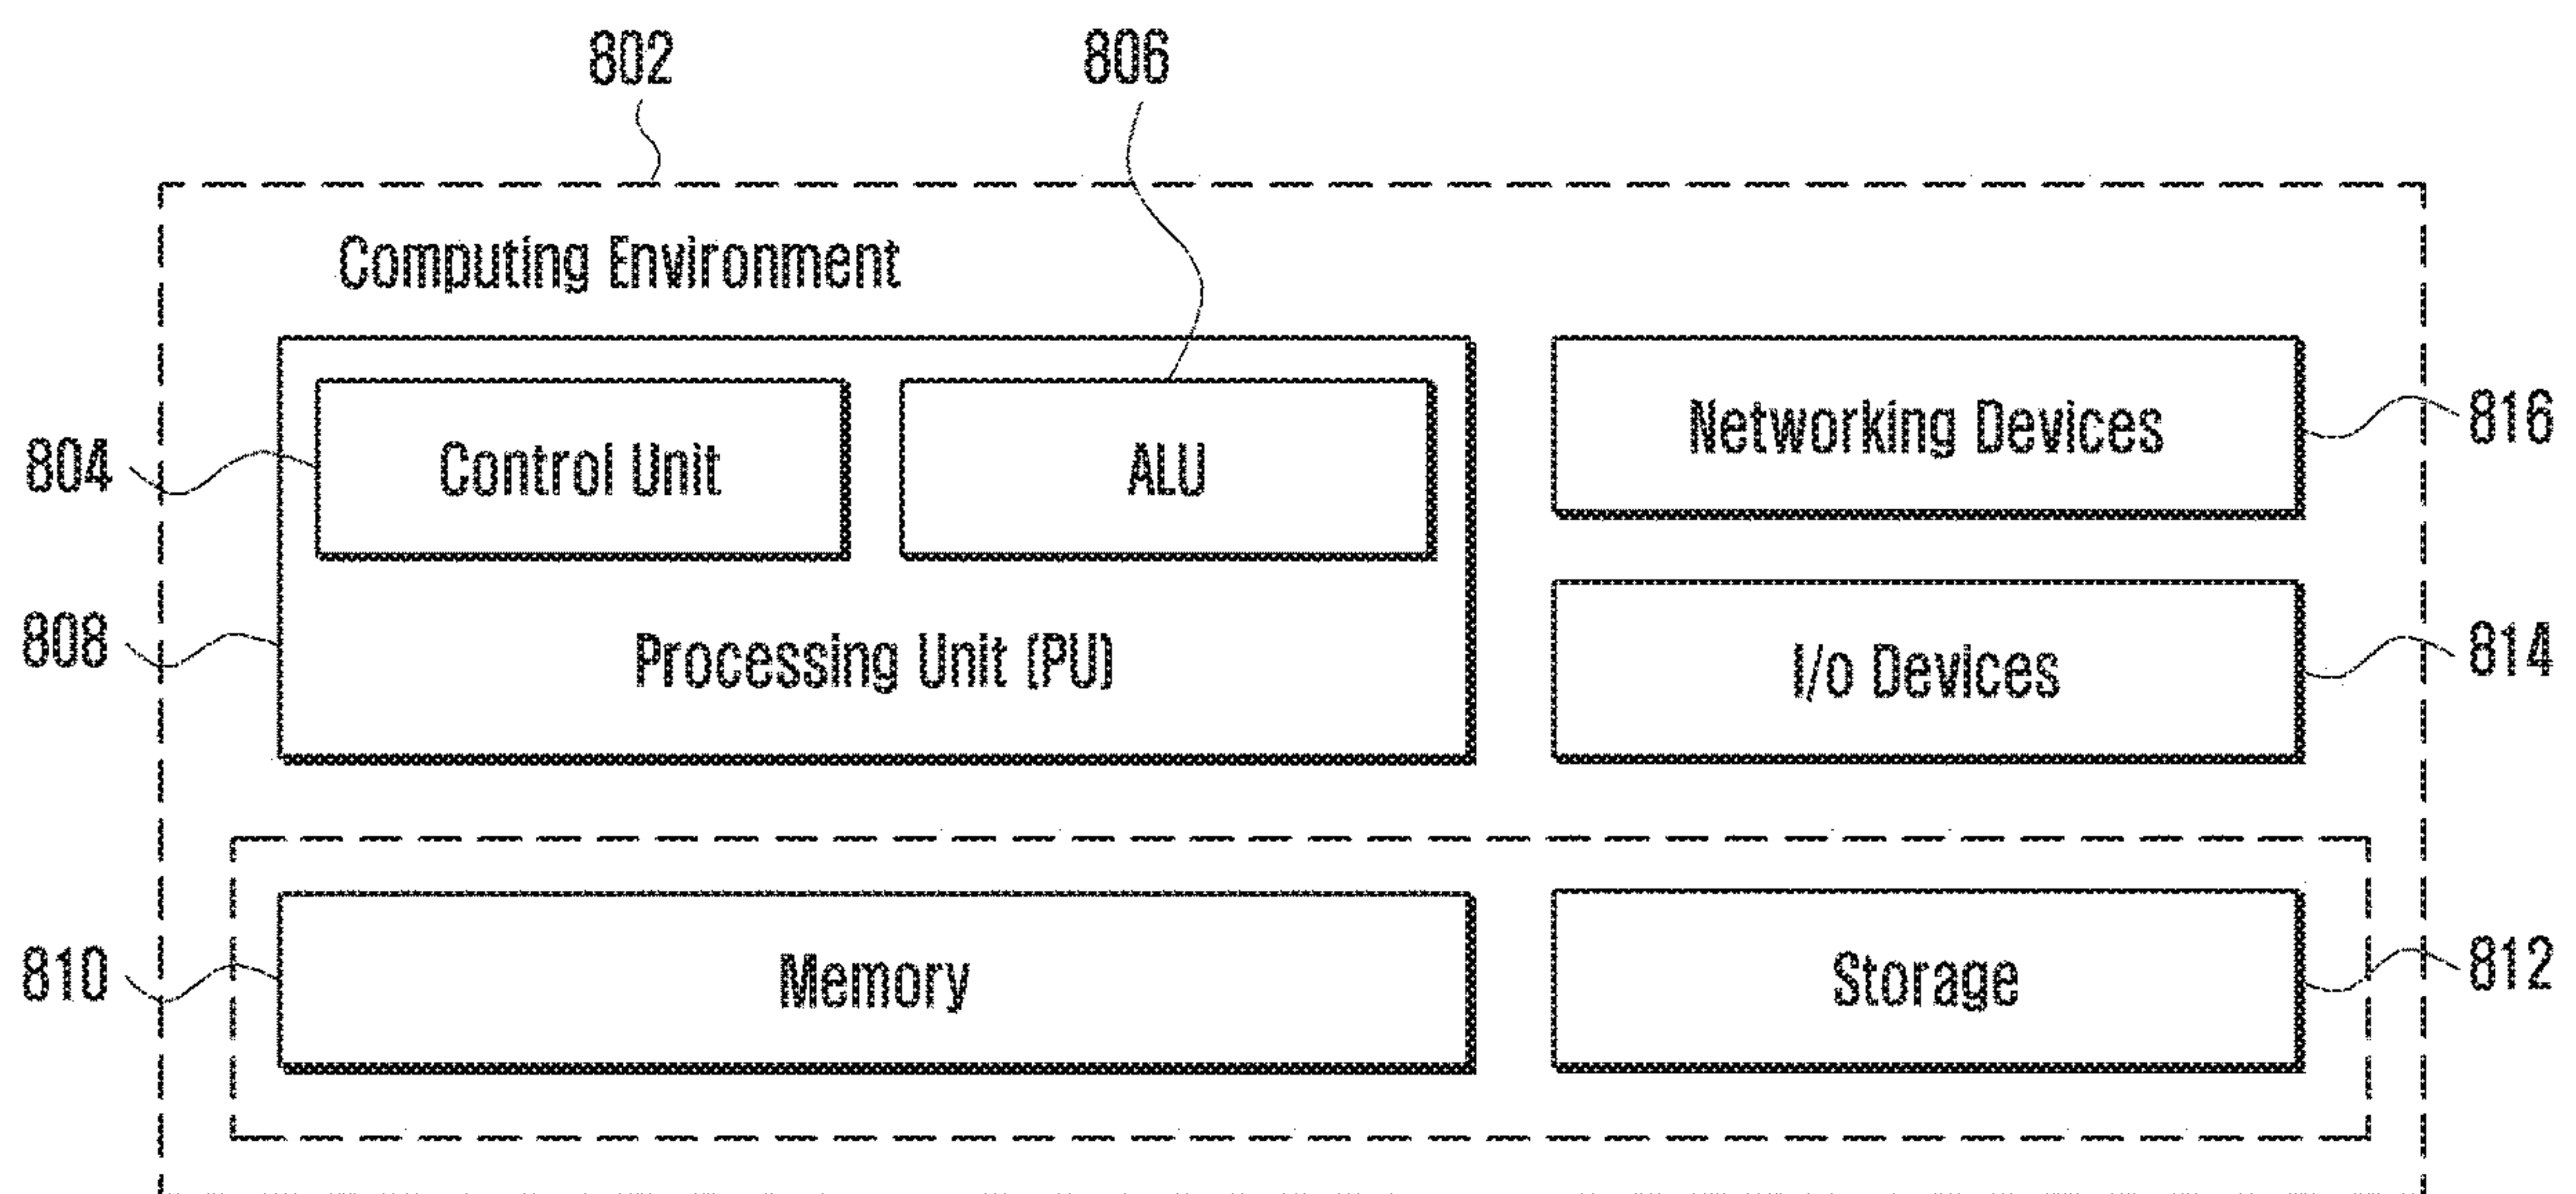 802 806
Computing Environment
804 Control Unit ALU Networking Devices 816
808 Processing Unit (PU) I/o Devices 814
810 Memory Storage 812